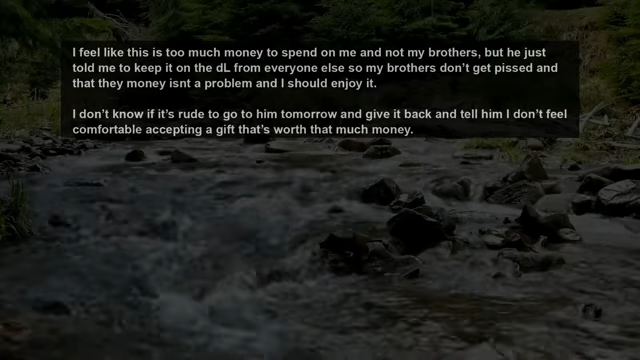 I feel like this is too much money to spend on me and not my brothers, but he just
told me to keep it on the dL from everyone else so my brothers don't get pissed and
that they money isnt a problem and I should enjoy it.
I don't know if it's rude to go to him tomorrow and give it back and tell him I don't feel
comfortable accepting a gift that's worth that much money.